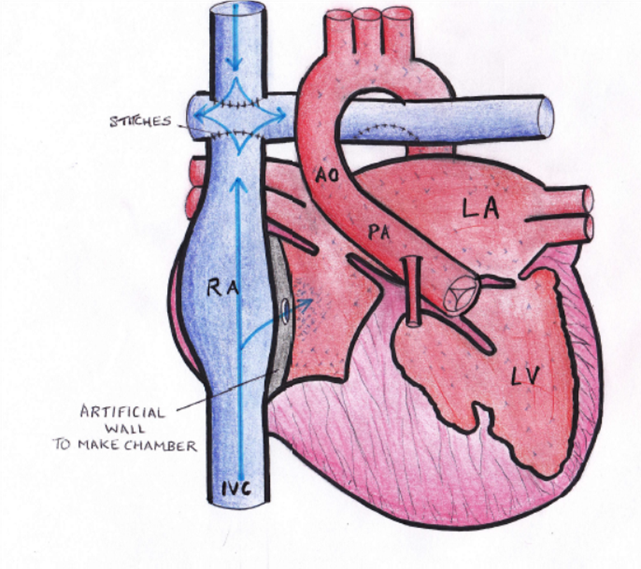 STITCHES
AO
LA
PA
RA
LV
ARTIFICIAL
WALL
TO MAKE CHAMBER
IVC